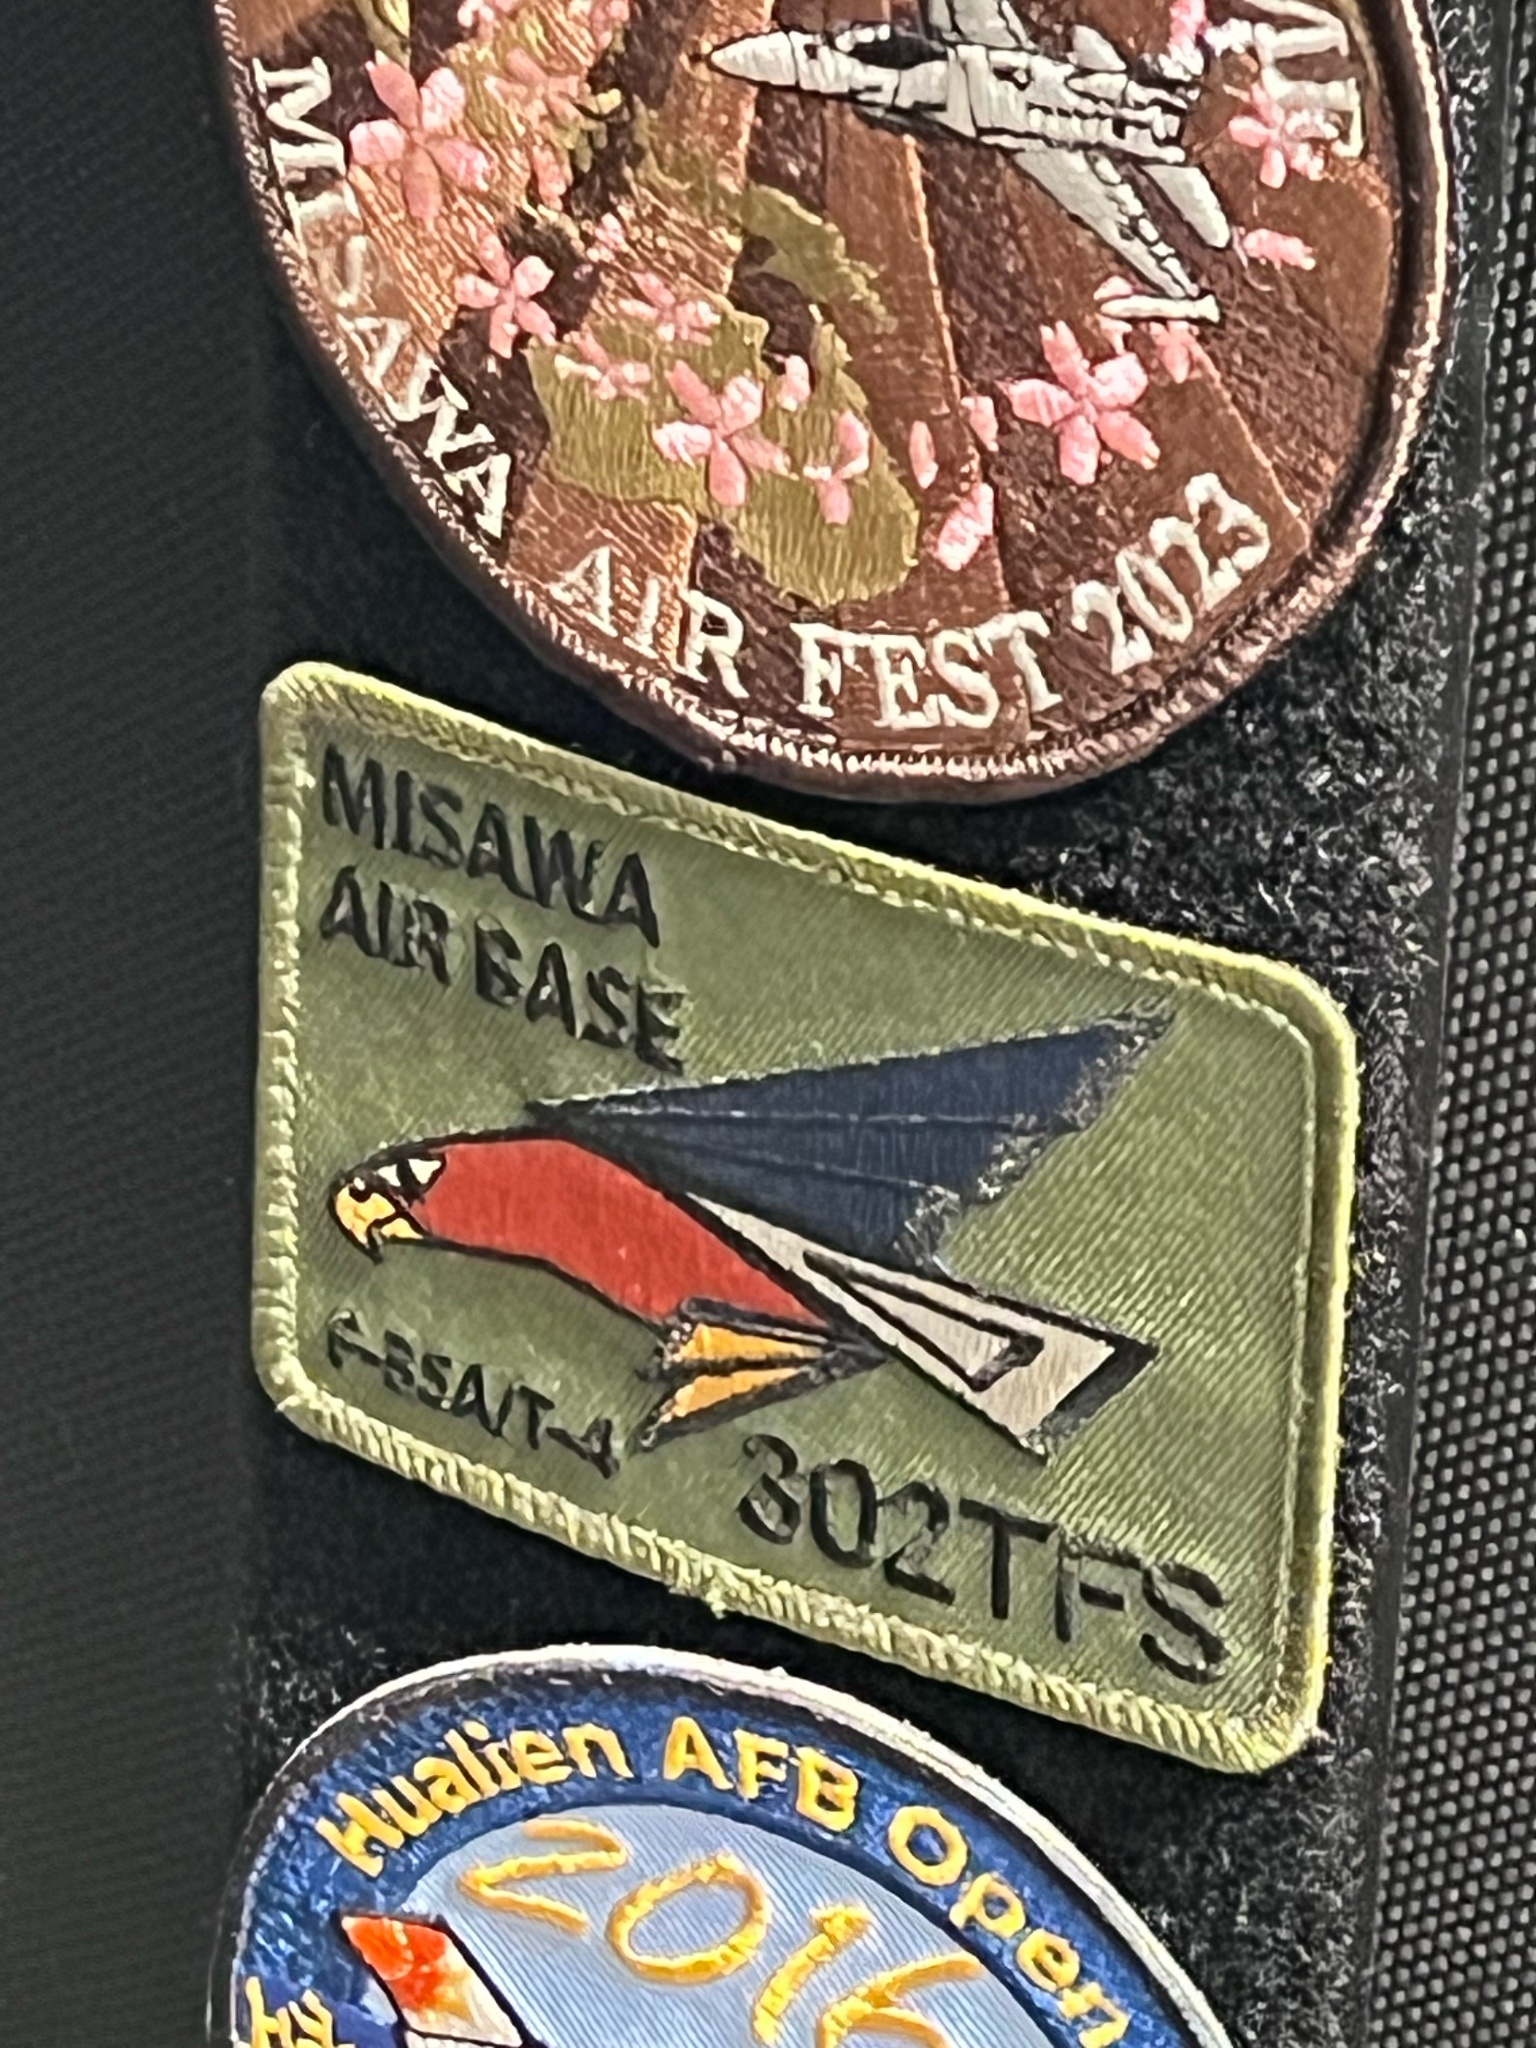 MISAWA AIR FEST 2023
MISAWA
AIR BASE
F-35A/T-4
302TFS
Hualien AFB Open
2016